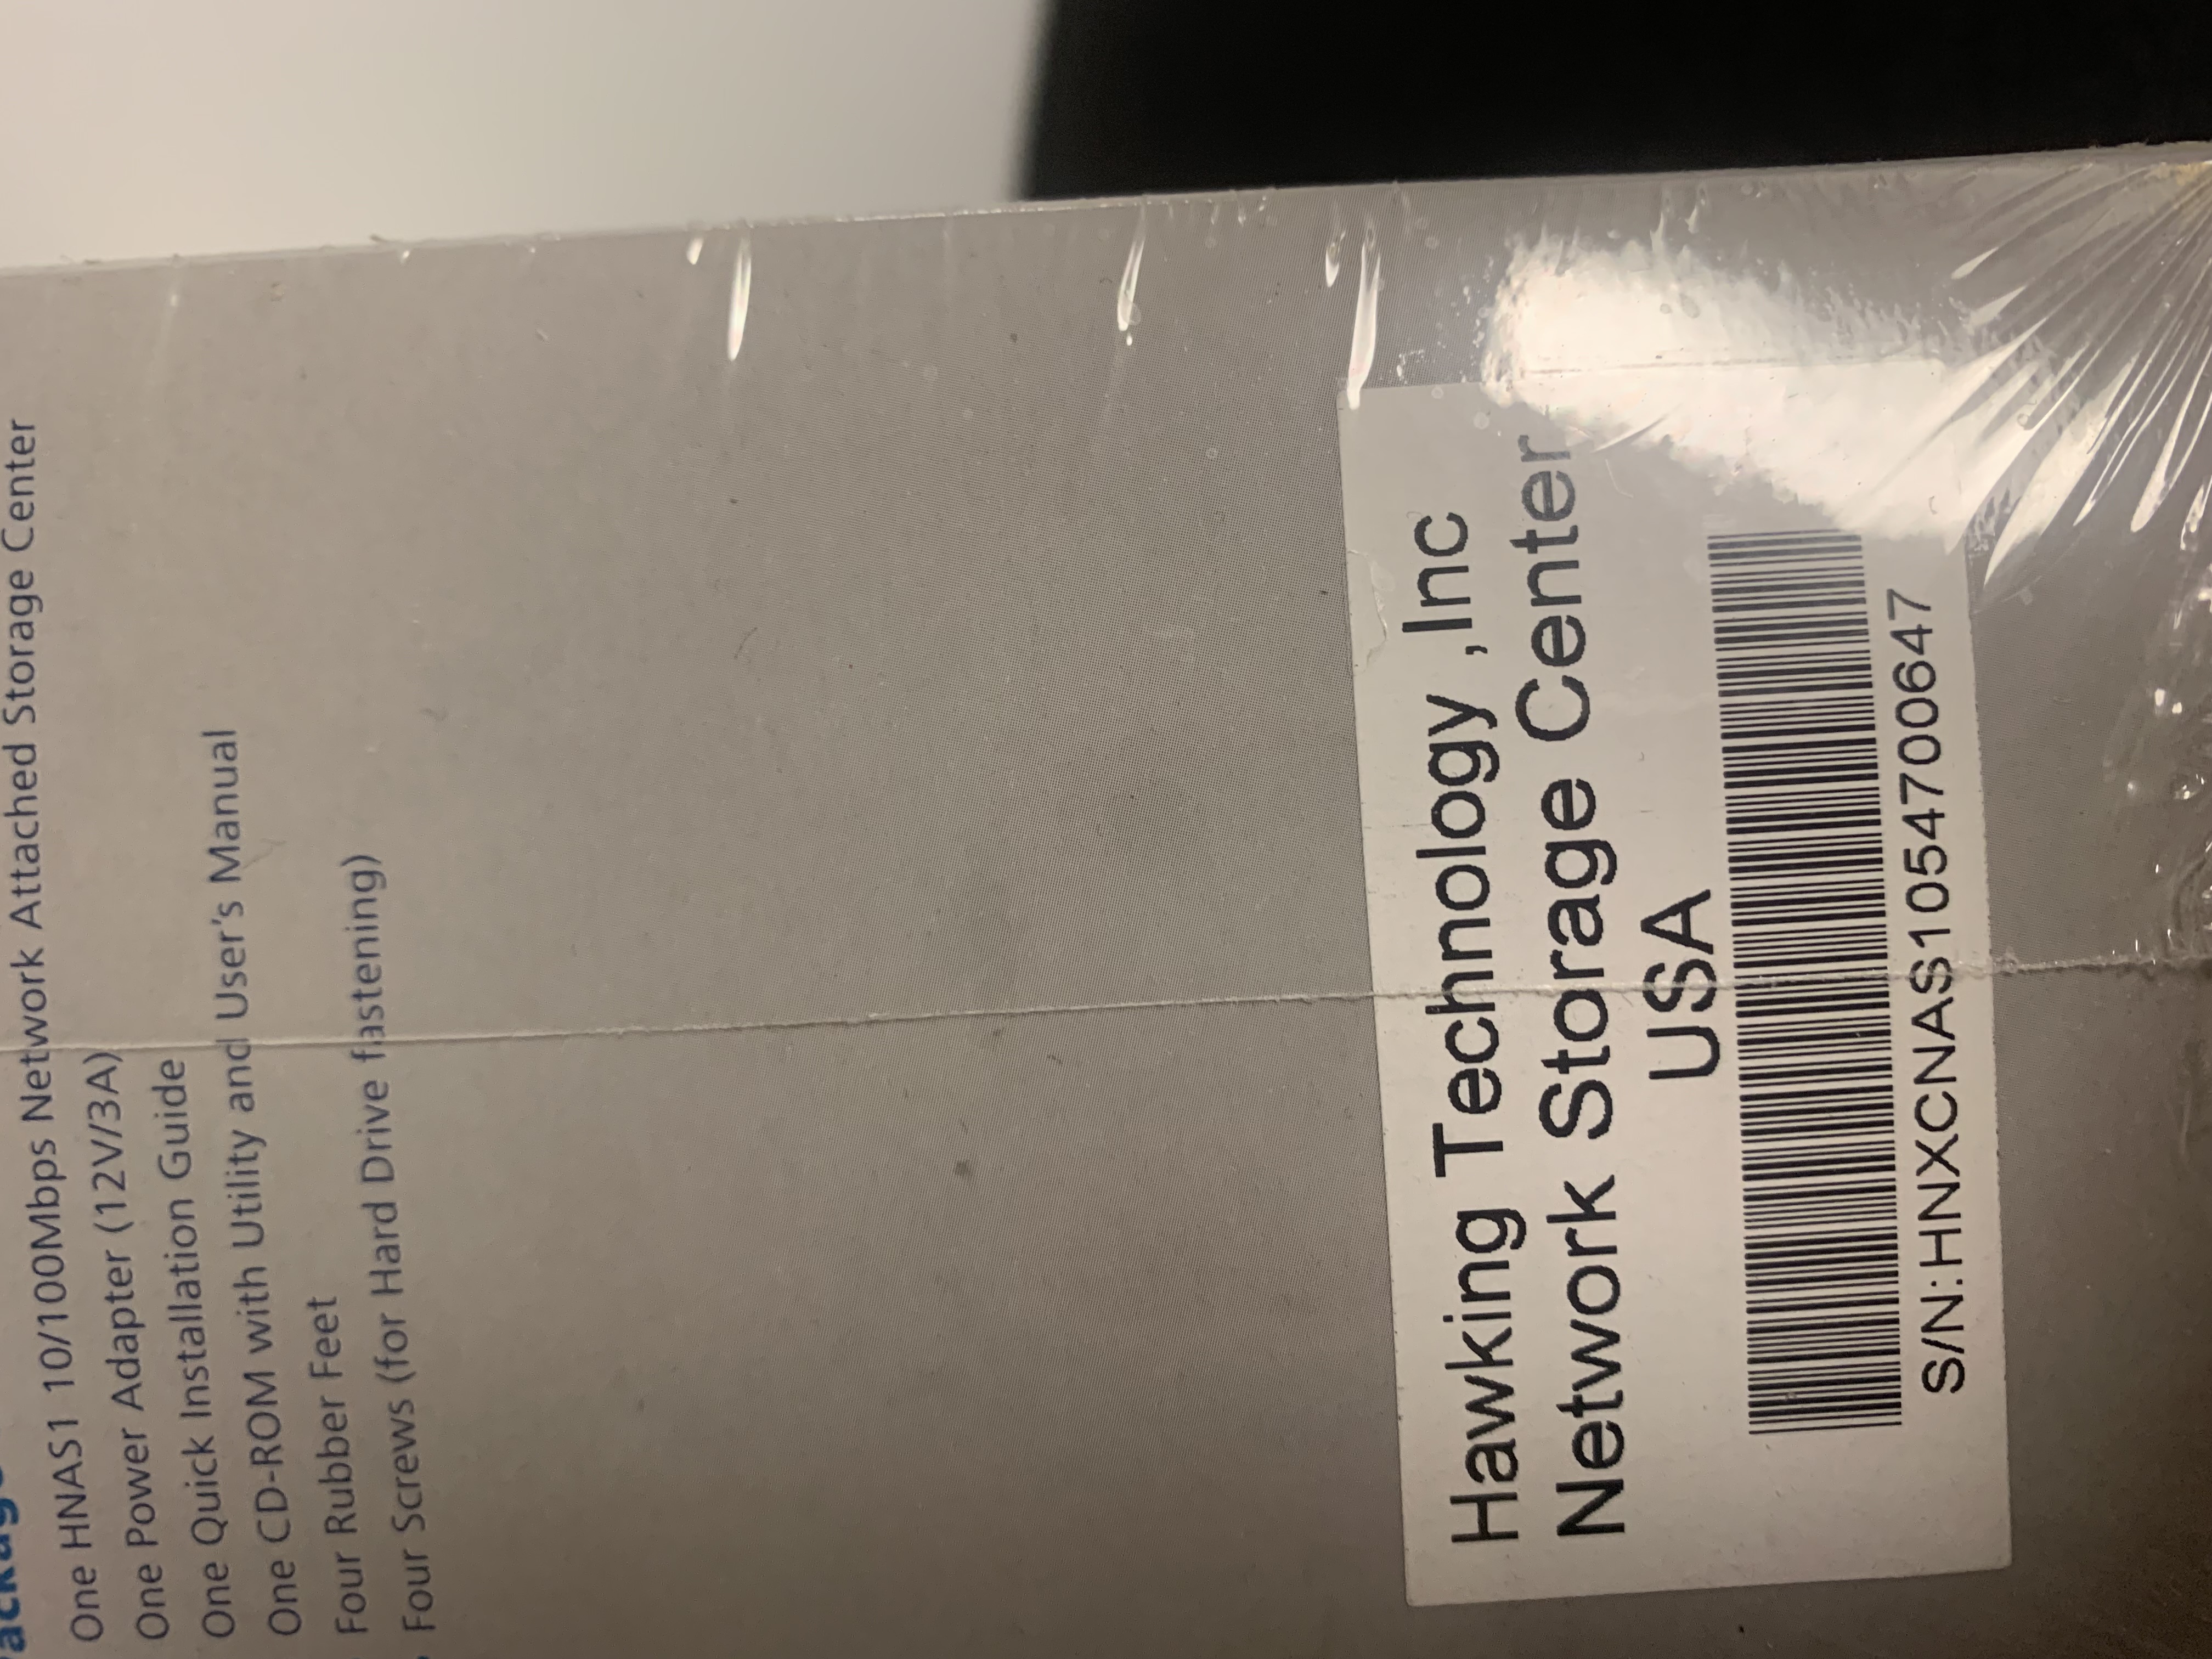 One HNAS1 10/100Mbps Network Attached Storage Center
One Power Adapter (12V/3A)
One Quick Installation Guide
One CD-ROM with Utility and User's Manual
Four Rubber Feet
Four Screws (for Hard Drive fastening)
Hawking Technology ,Inc
Network Storage Center
USA
S/N:HNXCNAS105470​0647